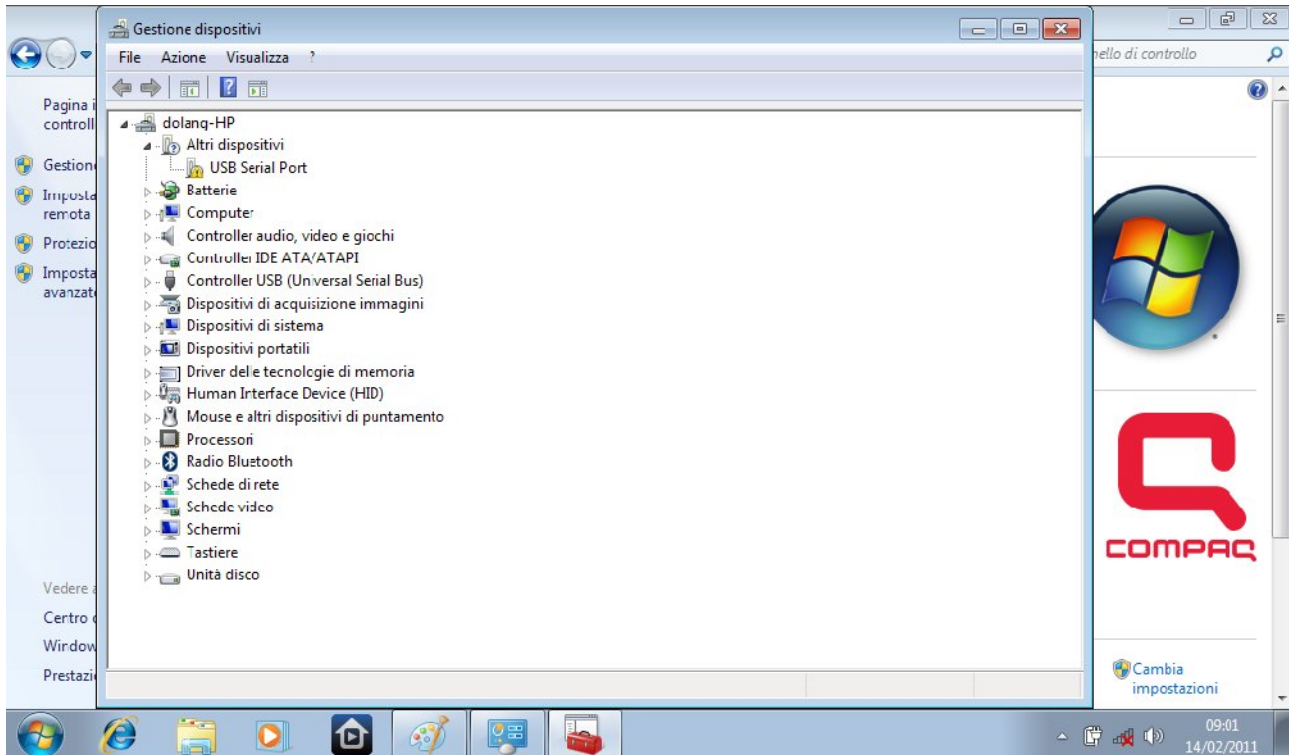 Gestione dispositivi
File Azione Visualizza ?
nello di controllo
Pagina i
controll
Gestion
Imposta
remota
Protezio
Imposta
avanzat
dolang-HP
Altri dispositivi
USB Serial Port
Batterie
Computer
Controller audio, video e giochi
Controller IDE ATA/ATAPI
Controller USB (Universal Serial Bus)
Dispositivi di acquisizione immagini
Dispositivi di sistema
Dispositivi portatili
Driver delle tecnologie di memoria
Human Interface Device (HID)
Mouse e altri dispositivi di puntamento
Processori
Radio Bluetooth
Schede di rete
Schede video
Schermi
Tastiere
Unità disco
COMPAQ
Vedere a
Centro
Window
Prestazi
Cambia
impostazioni
09:01
14/02/2011